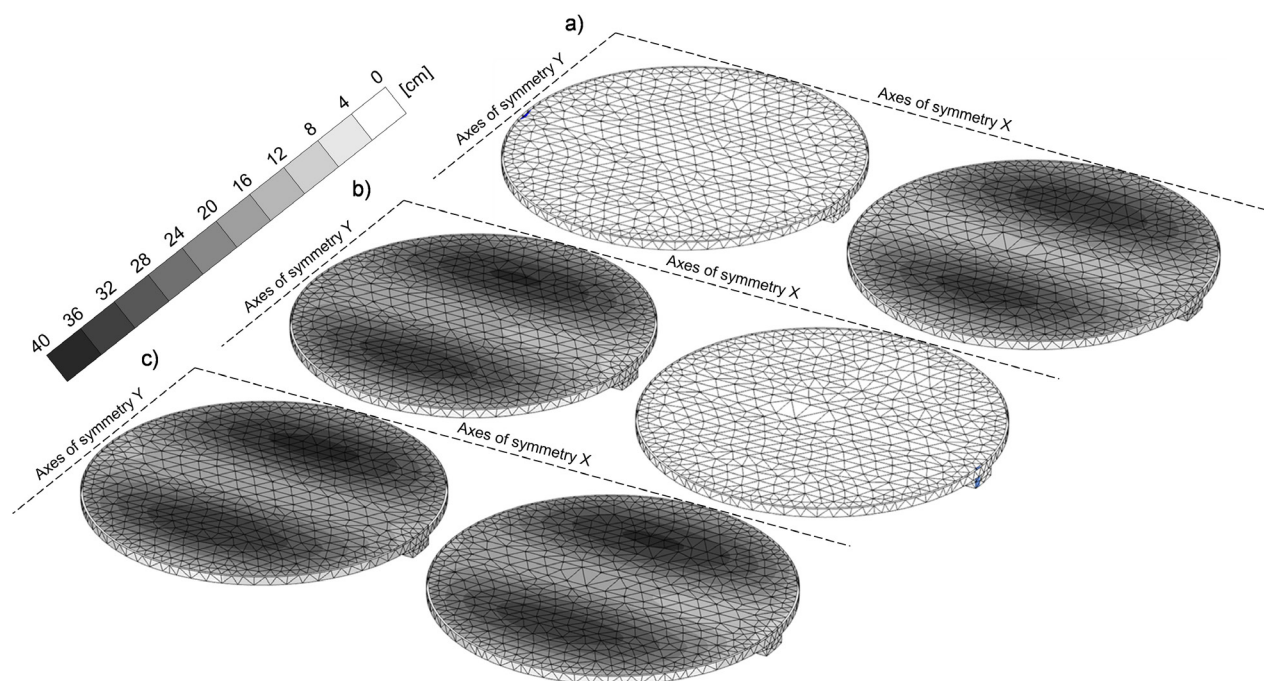 a)
Axes of symmetry Y
Axes of symmetry X
[cm]
0
4
8
12
16
20
24
28
32
36
40
b)
Axes of symmetry Y
Axes of symmetry X
c)
Axes of symmetry Y
Axes of symmetry X